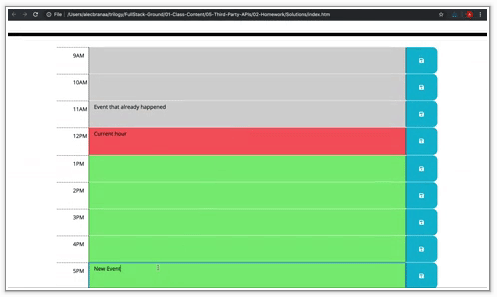 File | /Users/alecbranaa/trilogy/FullStack-Ground/01-Class-Content/05-Third-Party-APIs/02-Homework/Solutions/index.htm
9AM
10AM
11AM Event that already happened
12PM Current hour
1PM
2PM
3PM
4PM
5PM New Event